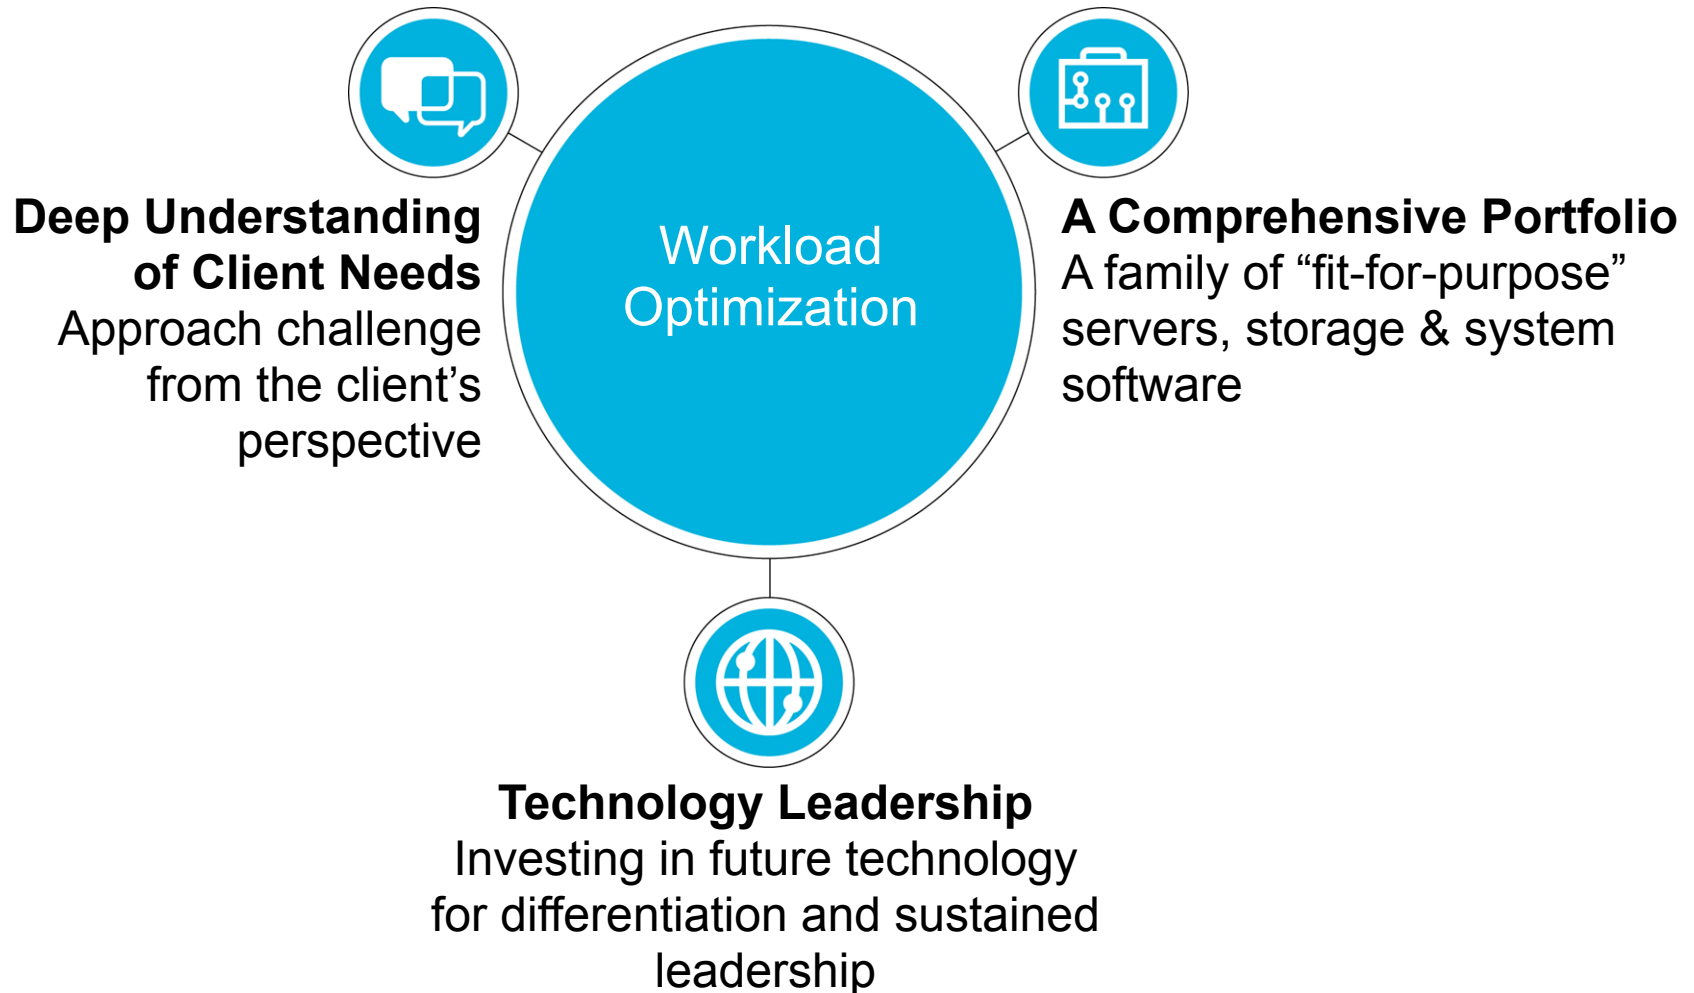 Deep Understanding
of Client Needs
Approach challenge
from the client’s
perspective
Workload
Optimization
A Comprehensive Portfolio
A family of “fit-for-purpose”
servers, storage & system
software
Technology Leadership
Investing in future technology
for differentiation and sustained
leadership